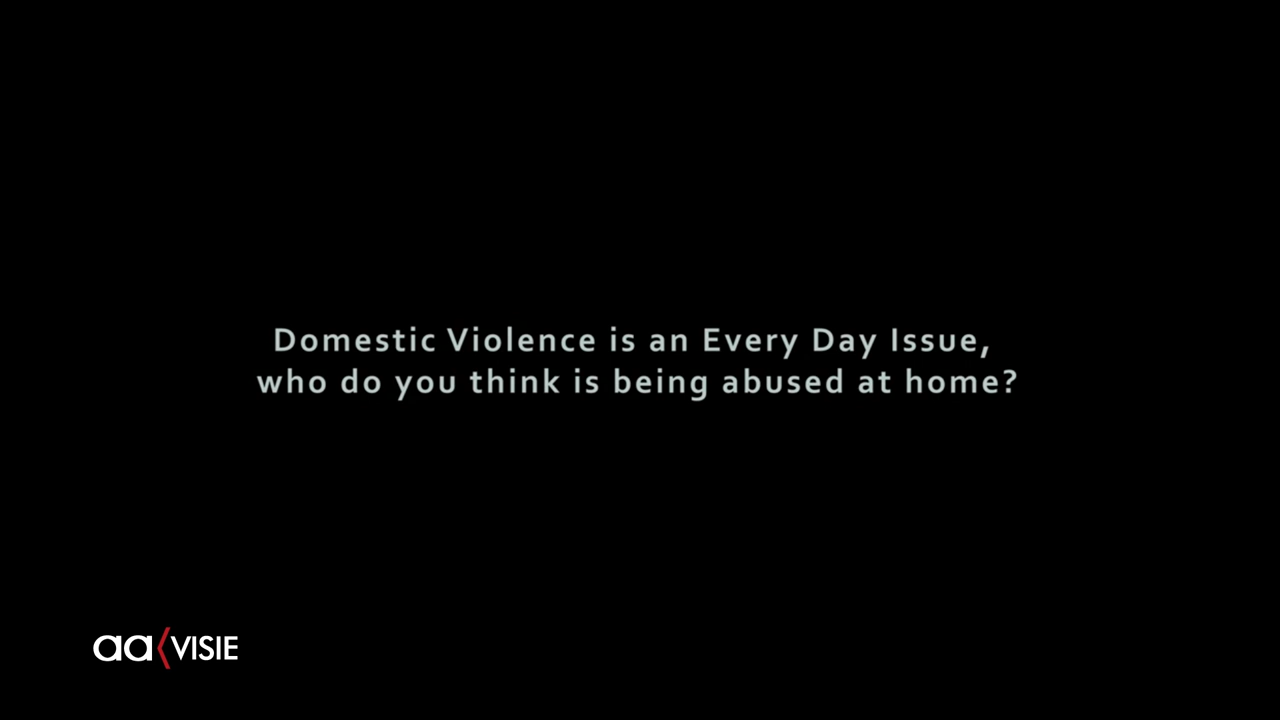 Domestic Violence is an Every Day Issue,
who do you think is being abused at home?
aa VISIE